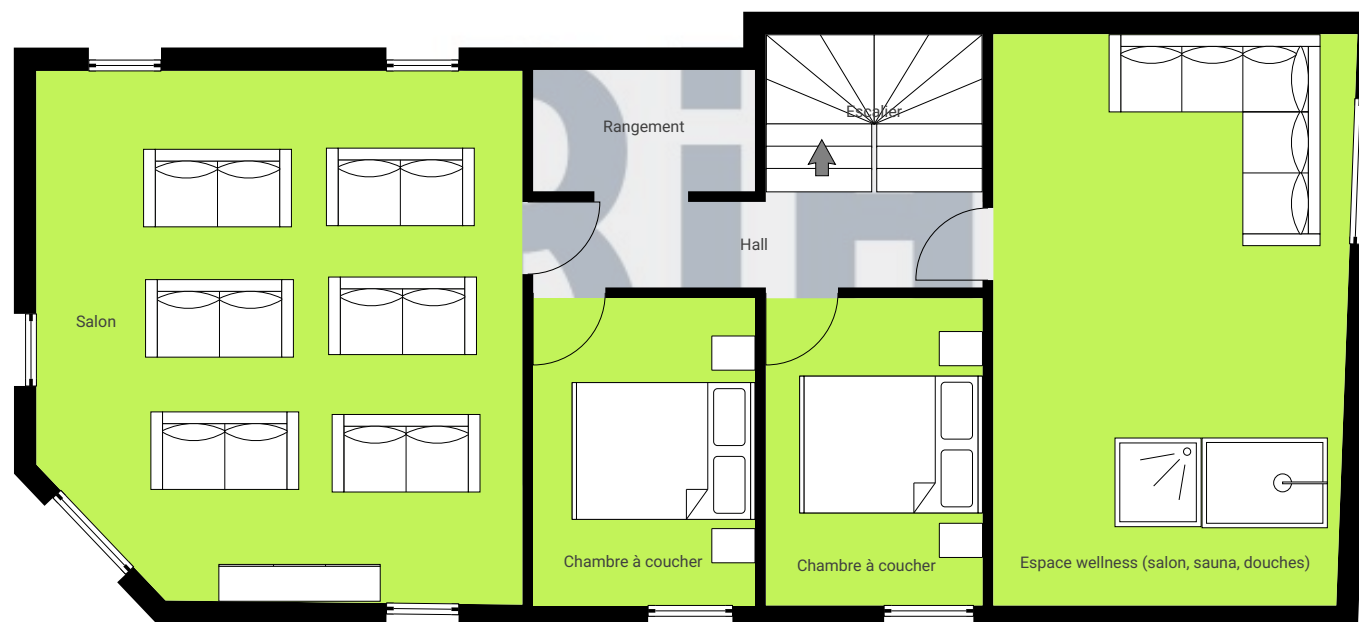 Escalier
Rangement
Hall
Salon
Chambre à coucher
Chambre à coucher
Espace wellness (salon, sauna, douches)